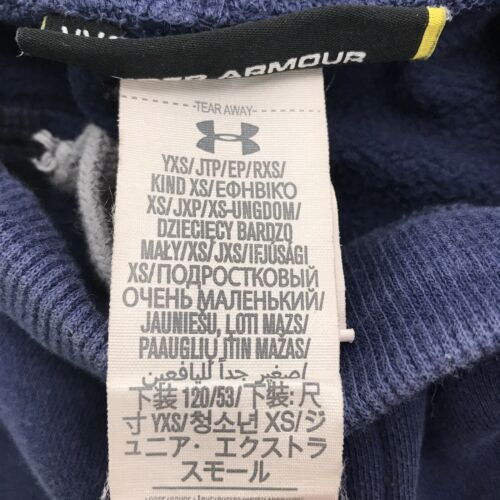 ARMOUR
TEAR AWAY
YXS/JTP/EP/RXS/
KIND XS/ΕΦΗΒΙΚΌ
XS/JXP/XS-UNGDOM/
DZIECIĘCY BARDZO
MAŁY/XS/JXS/IFJÚSÁGI
XS/ПОДРОСТКОВЫЙ
ОЧЕНЬ МАЛЕНЬКИЙ/
JAUNIEŠU, ĻOTI MAZS/
PAAUGLIŲ ITIN MAŽAS/
صغير جدا لليافعين/
下装 120/53/ 下装: 尺
寸 YXS/청소년 XS/ジ
ュニア・エクストラ
スモール